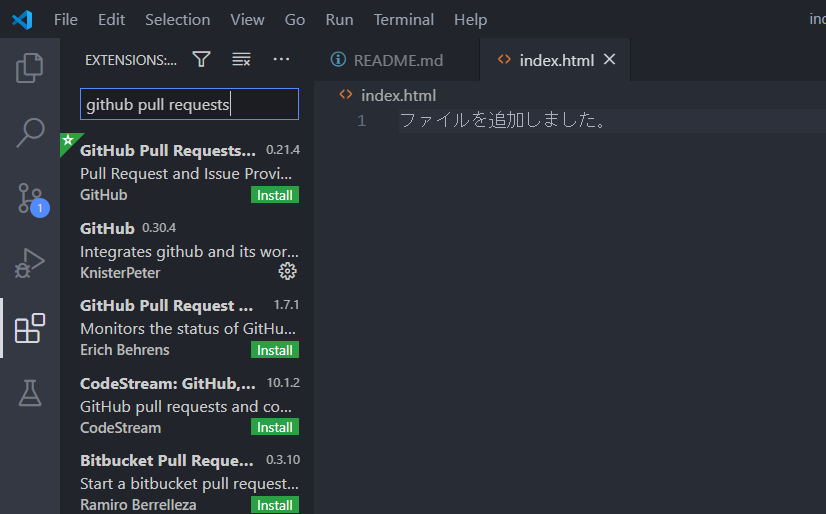 File Edit Selection View Go Run Terminal Help
EXTENSIONS:...
README.md
index.html
github pull requests
index.html
1 ファイルを追加しました。
GitHub Pull Requests... 0.21.4
Pull Request and Issue Provi...
GitHub Install
GitHub 0.30.4
Integrates github and its wor...
KnisterPeter
1
GitHub Pull Request ... 1.7.1
Monitors the status of GitHu...
Erich Behrens Install
CodeStream: GitHub,... 10.1.2
GitHub pull requests and co...
CodeStream Install
Bitbucket Pull Reque... 0.3.10
Start a bitbucket pull request...
Ramiro Berrelleza Install